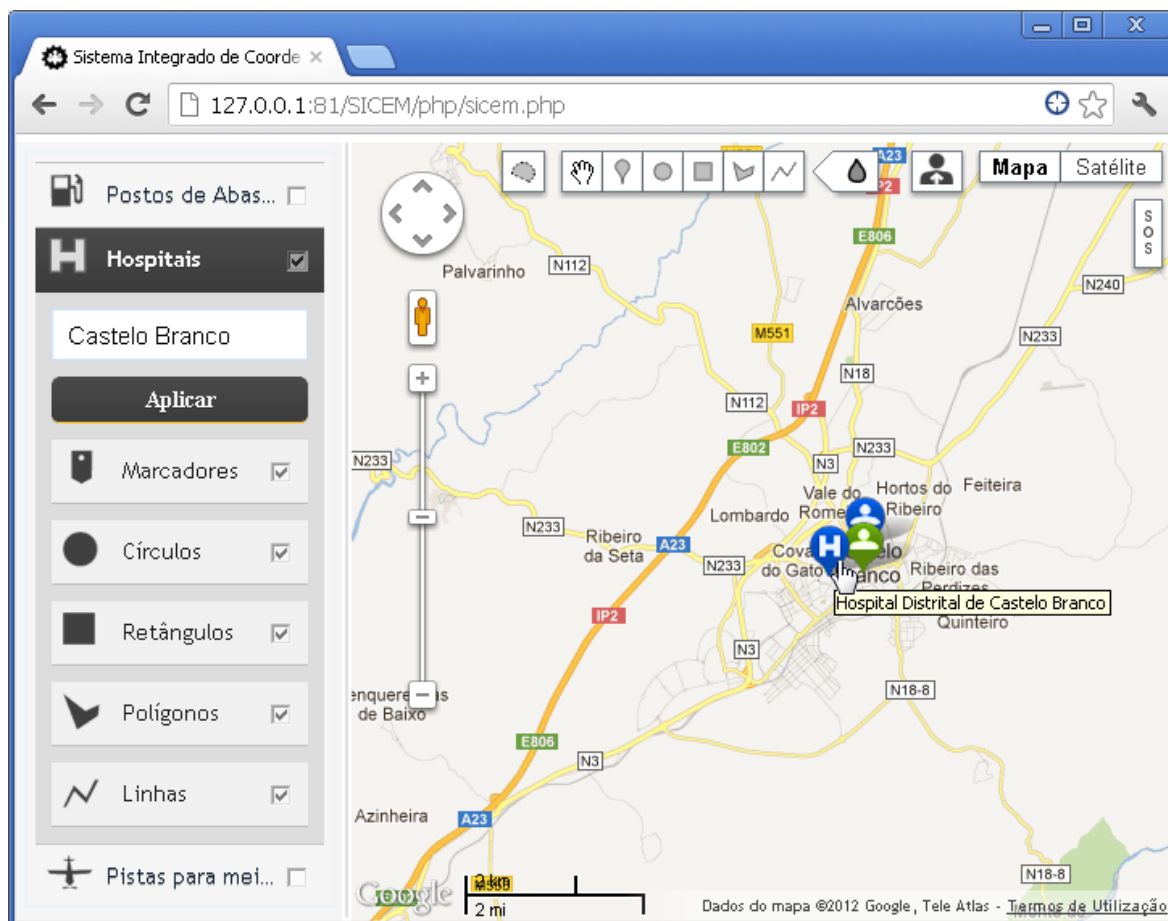 Sistema Integrado de Coorde
127.0.0.1:81/SICEM/php/sicem.php
Postos de Abas...
Hospitais
Castelo Branco
Aplicar
Marcadores
Círculos
Retângulos
Polígonos
Linhas
Pistas para mei...
Mapa
Satélite
SOS
A23
IP2
E806
Palvarinho
N112
N240
Alvarcões
M551
N233
N18
N112
IP2
E802
N233
N233
N3
Feiteira
Vale do
Hortos do
Lombardo
Ribeiro
N233
Ribeiro
da Seta
A23
N233
do Gato
Ribeiro das
Perdizes
H
Hospital Distrital de Castelo Branco
IP2
Quinteiro
N3
N18-8
de Baixo
E806
N3
Azinheira
A23
N18-8
Google
2 km
2 mi
Dados do mapa ©2012 Google, Tele Atlas - Termos de Utilização